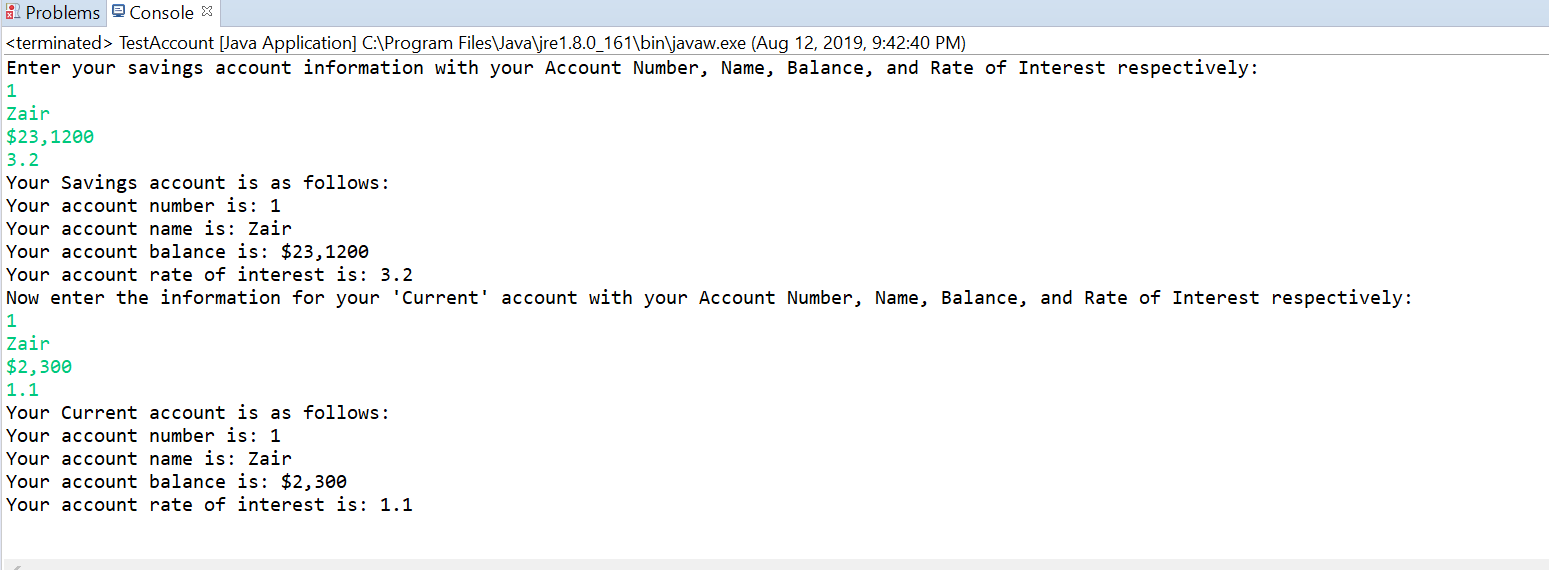 Problems Console
<terminated> TestAccount [Java Application] C:\Program Files\Java\jre1.8.0_161\bin\javaw.exe (Aug 12, 2019, 9:42:40 PM)
Enter your savings account information with your Account Number, Name, Balance, and Rate of Interest respectively:
1
Zair
$23,1200
3.2
Your Savings account is as follows:
Your account number is: 1
Your account name is: Zair
Your account balance is: $23,1200
Your account rate of interest is: 3.2
Now enter the information for your 'Current' account with your Account Number, Name, Balance, and Rate of Interest respectively:
1
Zair
$2,300
1.1
Your Current account is as follows:
Your account number is: 1
Your account name is: Zair
Your account balance is: $2,300
Your account rate of interest is: 1.1